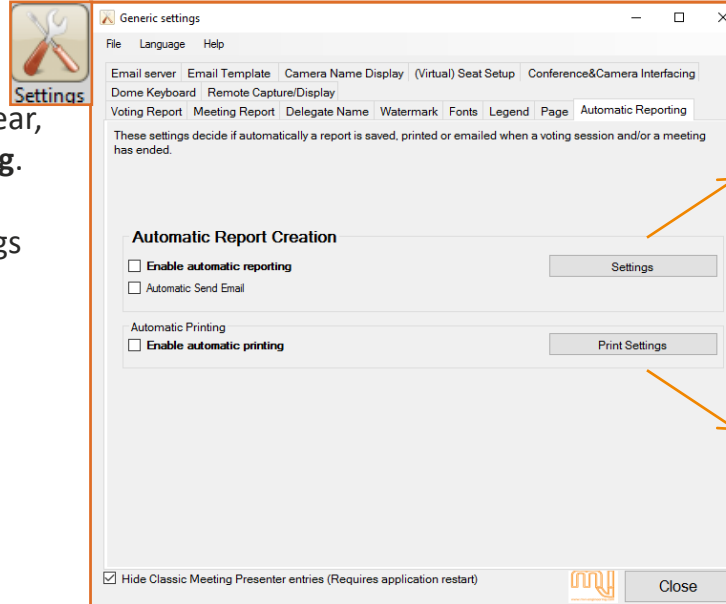 Settings
ear,
g.
gs
Generic settings
File Language Help
Email server Email Template Camera Name Display (Virtual) Seat Setup Conference&Camera Interfacing
Dome Keyboard Remote Capture/Display
Voting Report Meeting Report Delegate Name Watermark Fonts Legend Page Automatic Reporting
These settings decide if automatically a report is saved, printed or emailed when a voting session and/or a meeting
has ended.
Automatic Report Creation
Enable automatic reporting
Settings
Automatic Send Email
Automatic Printing
Enable automatic printing
Print Settings
Hide Classic Meeting Presenter entries (Requires application restart)
Close